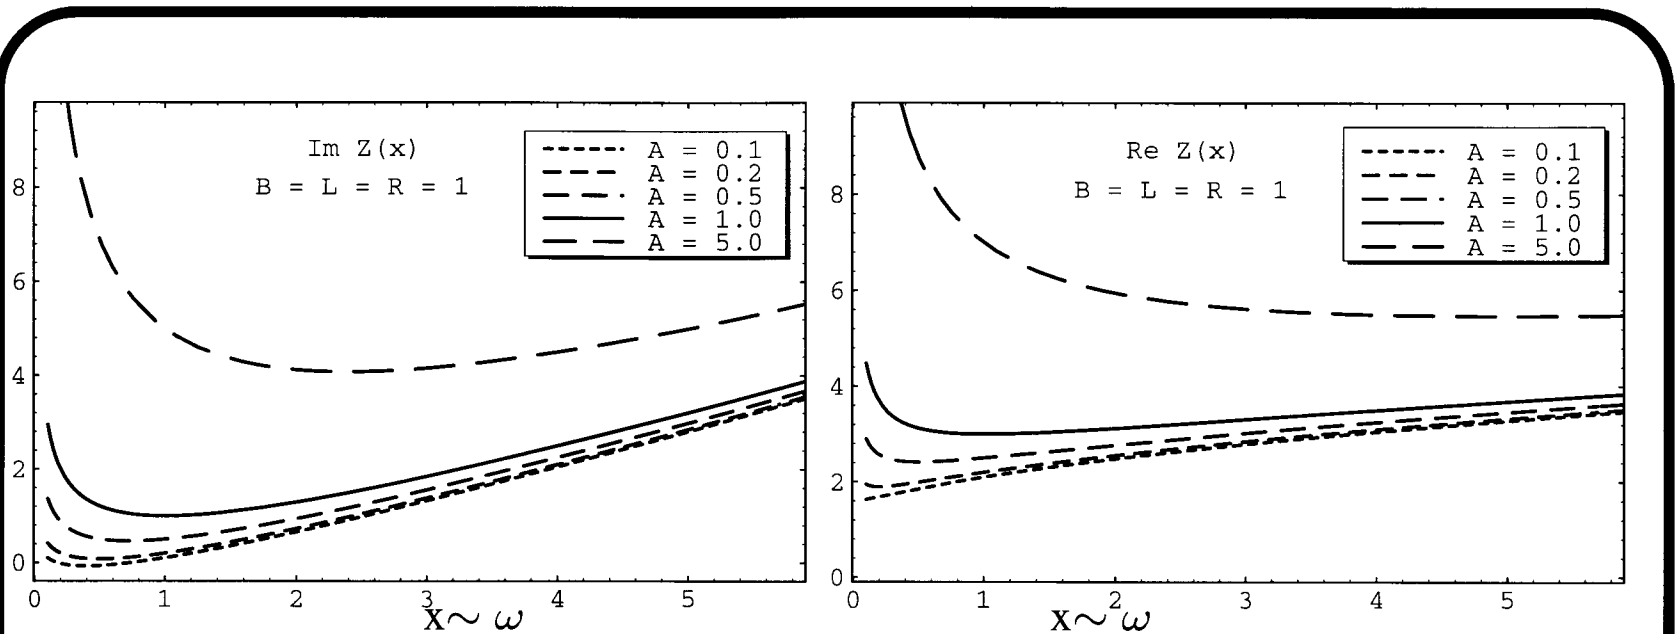 Im Z(x)
B = L = R = 1
A = 0.1
A = 0.2
A = 0.5
A = 1.0
A = 5.0
8
6
4
2
0
0 1 2 3 4 5
x~ ω
Re Z(x)
B = L = R = 1
A = 0.1
A = 0.2
A = 0.5
A = 1.0
A = 5.0
8
6
4
2
0
0 1 2 3 4 5
x~ ω